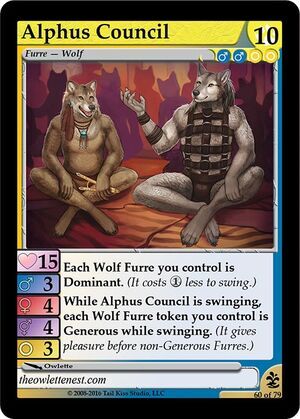 Alphus Council 10
Furre — Wolf
♡15 Each Wolf Furre you control is
♂ 3 Dominant. (It costs ① less to swing.)
♀ 4 While Alphus Council is swinging,
⚥ 4 each Wolf Furre token you control is
Generous while swinging. (It gives
○ 3 pleasure before non-Generous Furres.)
Owlette
theowlettenest.com
© 2008-2016 Tail Kiss Studio, LLC 60 of 79